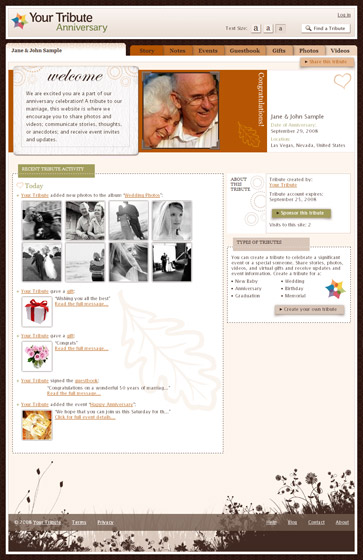 Your Tribute
Anniversary
Log In
Text Size: a a a
Find a Tribute
Jane & John Sample
Story Notes Events Guestbook Gifts Photos Videos
Share this tribute
welcome
We are excited you are a part of our
anniversary celebration! A tribute to our
marriage, this website is where we
encourage you to share photos and
videos; communicate stories, thoughts,
or anecdotes; and receive event invites
and updates.
Congratulations!
Jane & John Sample
Date of Anniversary
September 25, 2008
Location
Las Vegas, Nevada, United States
RECENT TRIBUTE ACTIVITY
Today
Your Tribute added new photos to the album "Wedding Photos"
Your Tribute gave a gift
"Wishing you all the best"
Read the full message...
Your Tribute gave a gift
"Congrats"
Read the full message...
Your Tribute signed the guestbook:
"Congratulations on a wonderful 50 years of marriag..."
Read the full message...
Your Tribute added the event "Happy Anniversary"
"We hope that you can join us this Saturday for th..."
Click for full event details...
ABOUT
THIS
TRIBUTE
Tribute created by:
Your Tribute
Tribute account expires:
September 25, 2008
Sponsor this tribute
Visits to this site: 2
TYPES OF TRIBUTES
You can create a tribute to celebrate a significant
event or a special someone. Share stories, photos,
videos, and virtual gifts and receive updates and
event information. Create a tribute for a:
New Baby
Anniversary
Graduation
Wedding
Birthday
Memorial
Create your own tribute
© 2008 Your Tribute Terms Privacy
Help Blog Contact About